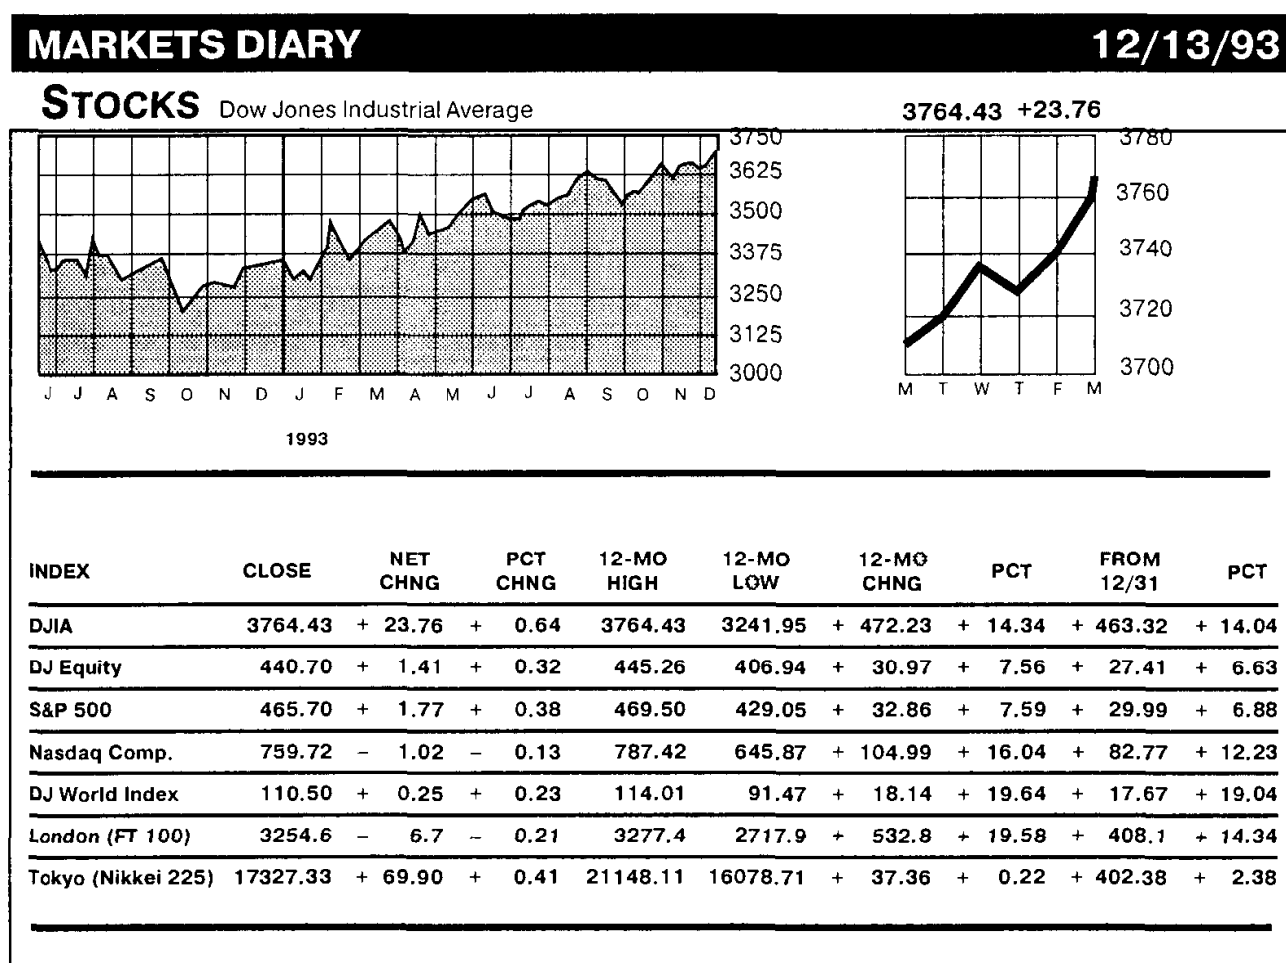 MARKETS DIARY 12/13/93
STOCKS Dow Jones Industrial Average 3764.43 +23.76
3750 3780
3625
3760
3500
3375 3740
3250
3720
3125
3000 3700
J J A S O N D J F M A M J J A S O N D M T W T F M
1993
INDEX CLOSE NET CHNG PCT CHNG 12-MO HIGH 12-MO LOW 12-MO CHNG PCT FROM 12/31 PCT
DJIA 3764.43 + 23.76 + 0.64 3764.43 3241.95 + 472.23 + 14.34 + 463.32 + 14.04
DJ Equity 440.70 + 1.41 + 0.32 445.26 406.94 + 30.97 + 7.56 + 27.41 + 6.63
S&P 500 465.70 + 1.77 + 0.38 469.50 429.05 + 32.86 + 7.59 + 29.99 + 6.88
Nasdaq Comp. 759.72 − 1.02 − 0.13 787.42 645.87 + 104.99 + 16.04 + 82.77 + 12.23
DJ World Index 110.50 + 0.25 + 0.23 114.01 91.47 + 18.14 + 19.64 + 17.67 + 19.04
London (FT 100) 3254.6 − 6.7 − 0.21 3277.4 2717.9 + 532.8 + 19.58 + 408.1 + 14.34
Tokyo (Nikkei 225) 17327.33 + 69.90 + 0.41 21148.11 16078.71 + 37.36 + 0.22 + 402.38 + 2.38